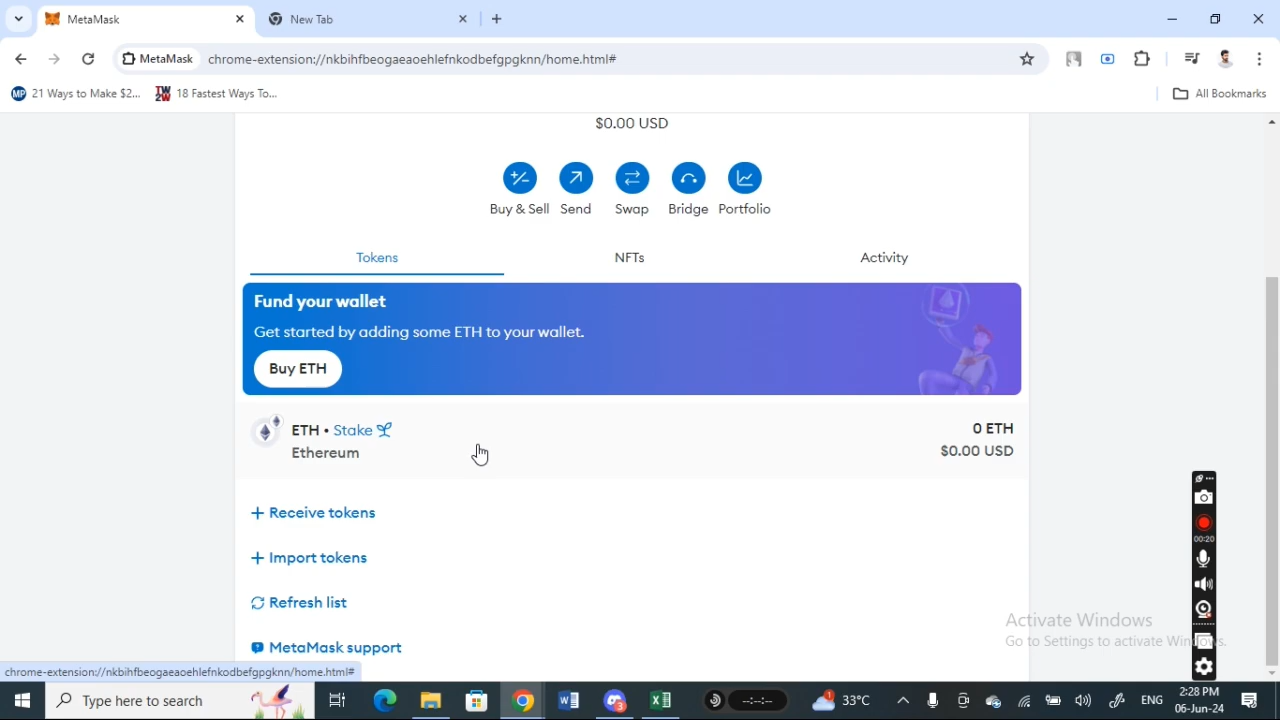 MetaMask
New Tab
MetaMask
chrome-extension://nkbihfbeogaeaoehlefnkodbefgpgknn/home.html#
MP 21 Ways to Make $2...
18 Fastest Ways To...
All Bookmarks
$0.00 USD
Buy & Sell
Send
Swap
Bridge
Portfolio
Tokens
NFTs
Activity
Fund your wallet
Get started by adding some ETH to your wallet.
Buy ETH
ETH • Stake
0 ETH
Ethereum
$0.00 USD
+ Receive tokens
+ Import tokens
Refresh list
MetaMask support
00:20
Activate Windows
Go to Settings to activate Windows.
chrome-extension://nkbihfbeogaeaoehlefnkodbefgpgknn/home.html#
Type here to search
3
--:--:--
1
33°C
ENG
2:28 PM
06-Jun-24